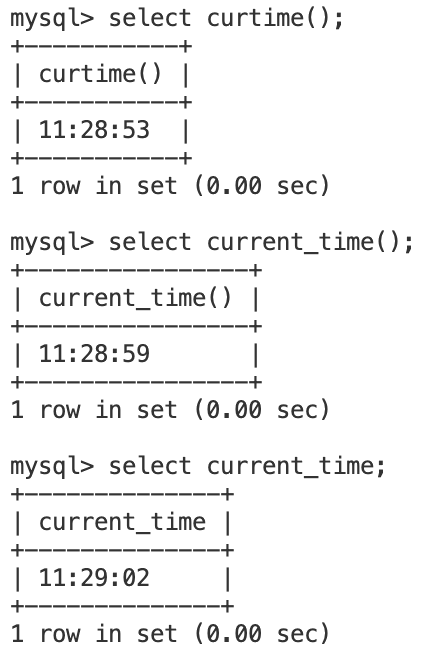 mysql> select curtime();
+-----------+
| curtime() |
+-----------+
| 11:28:53  |
+-----------+
1 row in set (0.00 sec)

mysql> select current_time();
+----------------+
| current_time() |
+----------------+
| 11:28:59       |
+----------------+
1 row in set (0.00 sec)

mysql> select current_time;
+--------------+
| current_time |
+--------------+
| 11:29:02     |
+--------------+
1 row in set (0.00 sec)